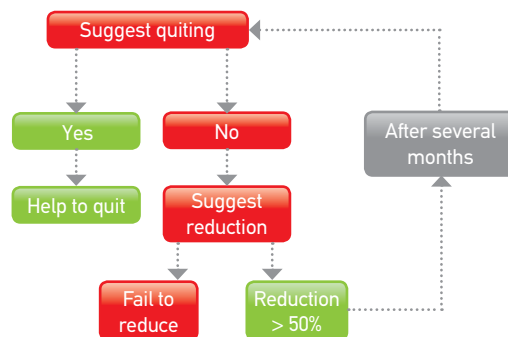 Suggest quiting
Yes
No
After several
months
Help to quit
Suggest
reduction
Fail to
reduce
Reduction
> 50%